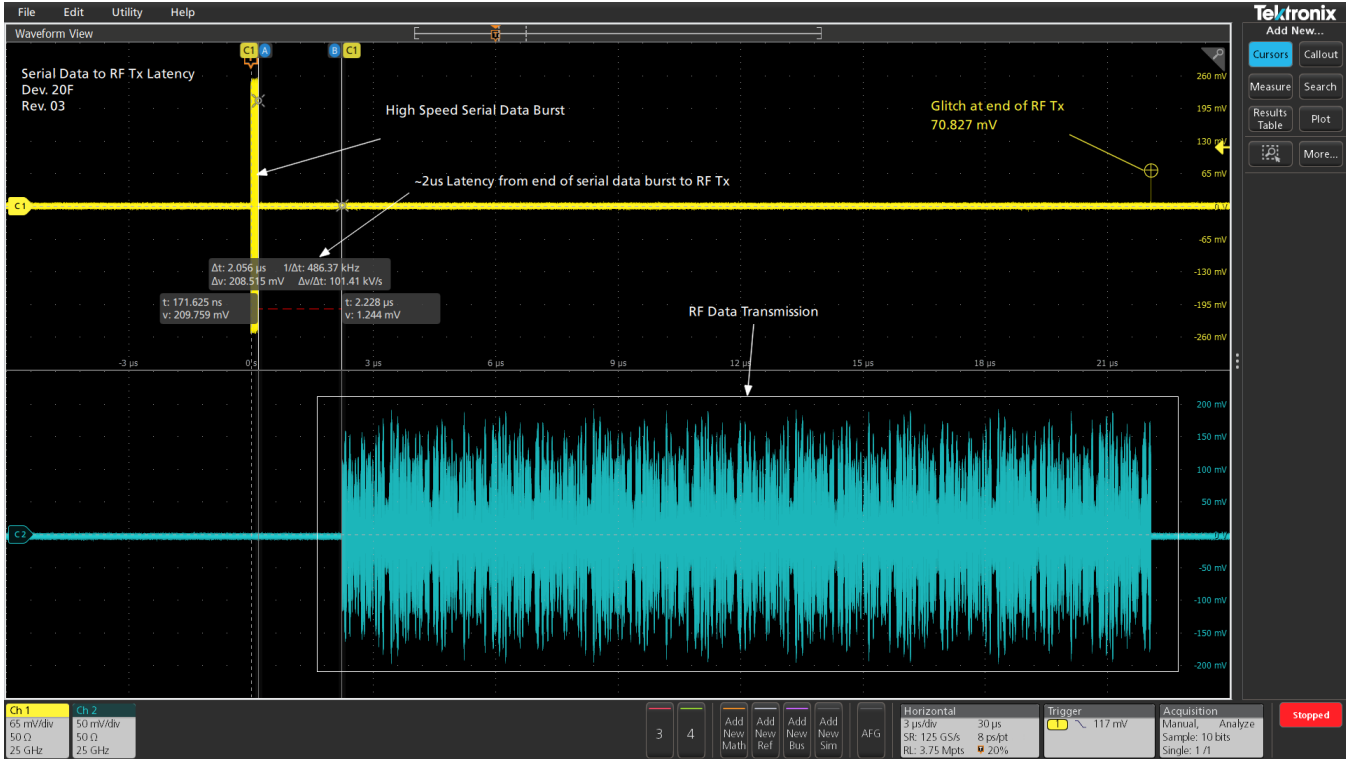 File Edit Utility Help
Tektronix
Waveform View
Add New...
Cursors Callout
Measure Search
Results Table Plot
More...
C1 A B C1
T
Serial Data to RF Tx Latency
Dev. 20F
Rev. 03
High Speed Serial Data Burst
Glitch at end of RF Tx
70.827 mV
~2us Latency from end of serial data burst to RF Tx
260 mV
195 mV
130 mV
65 mV
C1
0 V
-65 mV
-130 mV
-195 mV
-260 mV
Δt: 2.056 µs 1/Δt: 486.37 kHz
Δv: 208.515 mV Δv/Δt: 101.41 kV/s
t: 171.625 ns
v: 209.759 mV
t: 2.228 µs
v: 1.244 mV
RF Data Transmission
-3 µs 0 s 3 µs 6 µs 9 µs 12 µs 15 µs 18 µs 21 µs
200 mV
150 mV
100 mV
50 mV
C2
0 V
-50 mV
-100 mV
-150 mV
-200 mV
Ch 1
65 mV/div
50 Ω
25 GHz
Ch 2
50 mV/div
50 Ω
25 GHz
3
4
Add New Math
Add New Ref
Add New Bus
Add New Sim
AFG
Horizontal
3 µs/div 30 µs
SR: 125 GS/s 8 ps/pt
RL: 3.75 Mpts 20%
Trigger
1 117 mV
Acquisition
Manual, Analyze
Sample: 10 bits
Single: 1 /1
Stopped